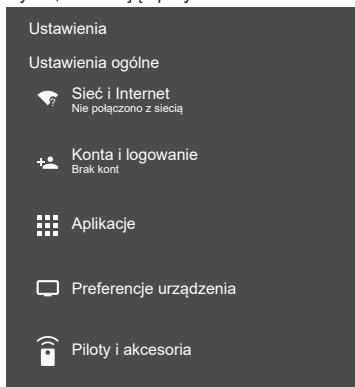 Ustawienia
Ustawienia ogólne
Sieć i Internet
Nie połączono z siecią
Konta i logowanie
Brak kont
Aplikacje
Preferencje urządzenia
Piloty i akcesoria